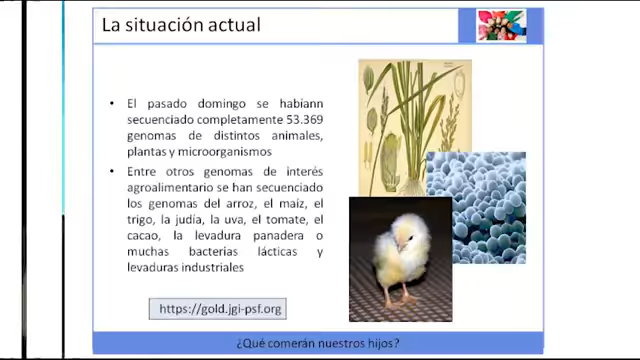 La situación actual
• El pasado domingo se habiann
secuenciado completamente 53.369
genomas de distintos animales,
plantas y microorganismos
• Entre otros genomas de interés
agroalimentario se han secuenciado
los genomas del arroz, el maíz, el
trigo, la judía, la uva, el tomate, el
cacao, la levadura panadera o
muchas bacterias lácticas y
levaduras industriales
https://gold.jgi-psf.org
¿Qué comerán nuestros hijos?